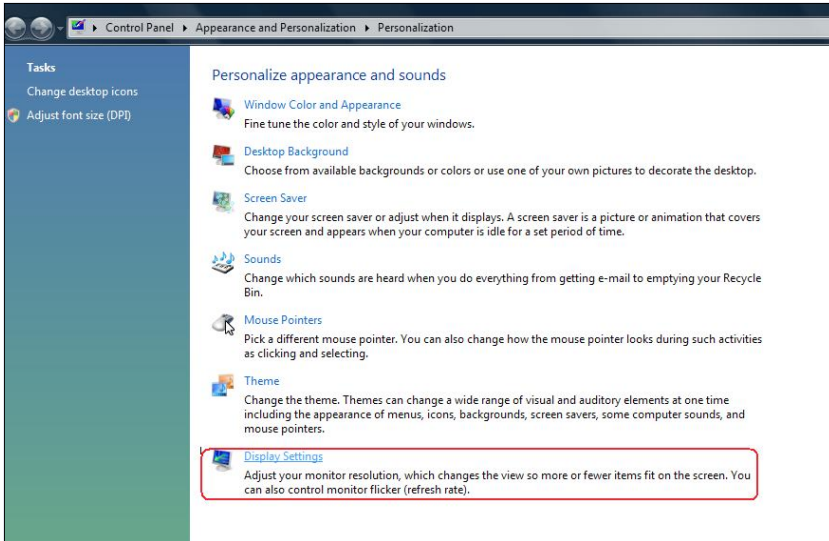 Control Panel ▸ Appearance and Personalization ▸ Personalization
Tasks
Change desktop icons
Adjust font size (DPI)
Personalize appearance and sounds
Window Color and Appearance
Fine tune the color and style of your windows.
Desktop Background
Choose from available backgrounds or colors or use one of your own pictures to decorate the desktop.
Screen Saver
Change your screen saver or adjust when it displays. A screen saver is a picture or animation that covers
your screen and appears when your computer is idle for a set period of time.
Sounds
Change which sounds are heard when you do everything from getting e-mail to emptying your Recycle
Bin.
Mouse Pointers
Pick a different mouse pointer. You can also change how the mouse pointer looks during such activities
as clicking and selecting.
Theme
Change the theme. Themes can change a wide range of visual and auditory elements at one time
including the appearance of menus, icons, backgrounds, screen savers, some computer sounds, and
mouse pointers.
Display Settings
Adjust your monitor resolution, which changes the view so more or fewer items fit on the screen. You
can also control monitor flicker (refresh rate).